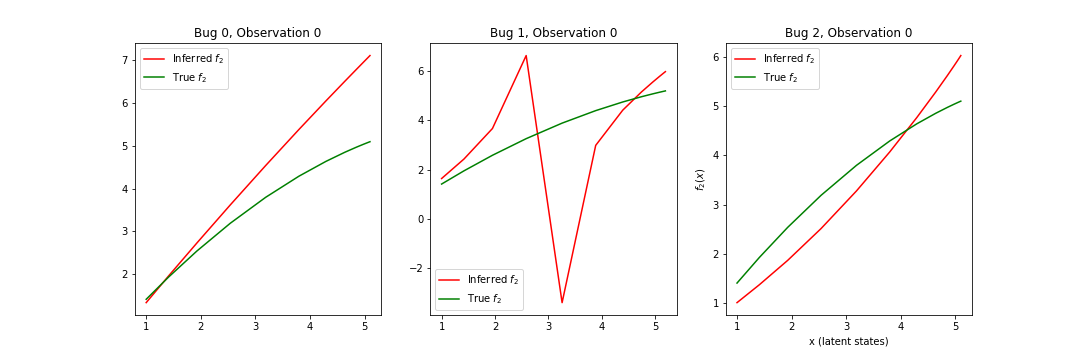 Bug 0, Observation 0
Inferred f₂
True f₂
7
6
5
4
3
2
1 2 3 4 5
Bug 1, Observation 0
6
4
2
0
−2
Inferred f₂
True f₂
1 2 3 4 5
Bug 2, Observation 0
Inferred f₂
True f₂
f₂(x)
6
5
4
3
2
1
1 2 3 4 5
x (latent states)